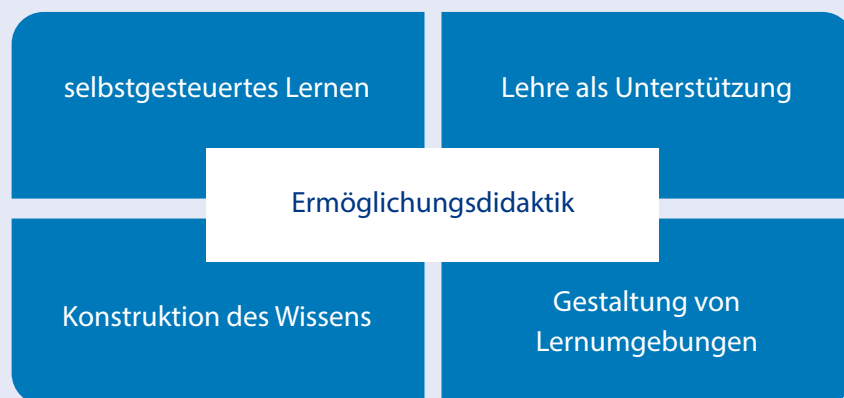 selbstgesteuertes Lernen
Lehre als Unterstützung
Ermöglichungsdidaktik
Konstruktion des Wissens
Gestaltung von
Lernumgebungen